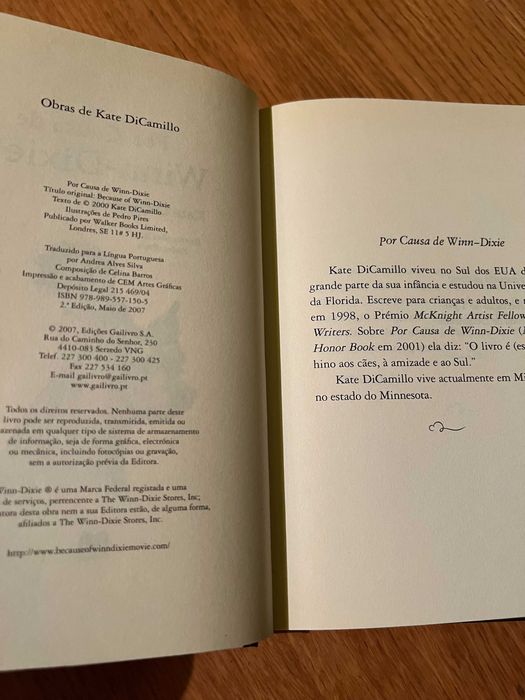 Obras de Kate DiCamillo
Por Causa de Winn-Dixie
Título original: Because of Winn-Dixie
Texto de © 2000 Kate DiCamillo
Ilustrações de Pedro Pires
Publicado por Walker Books Limited,
Londres, SE 11# 5 HJ.
Traduzido para a Língua Portuguesa
por Andrea Alves Silva
Composição de Celina Barros
Impressão e acabamento de CEM Artes Gráficas
Depósito Legal 215 469/04
ISBN 978-989-557-150-5
2.ª Edição, Maio de 2007
© 2007, Edições Gailivro S.A.
Rua do Caminho do Senhor, 230
4410-083 Serzedo VNG
Telef. 227 300 400 - 227 300 425
Fax 227 534 160
E-mail gailivro@gailivro.pt
www.gailivro.pt
Todos os direitos reservados. Nenhuma parte deste
livro pode ser reproduzida, transmitida, emitida ou
azenada em qualquer tipo de sistema de armazenamento
de informação, seja de forma gráfica, electrónica
ou mecânica, incluindo fotocópias ou gravação,
sem a autorização prévia da Editora.
Winn-Dixie ® é uma Marca Federal registada e uma
de serviços, pertencente a The Winn-Dixie Stores, Inc;
tora desta obra nem a sua Editora estão, de alguma forma,
afiliados a The Winn-Dixie Stores, Inc.
http://www.becauseofwinndixiemovie.com/
Por Causa de Winn-Dixie
Kate DiCamillo viveu no Sul dos EUA d
grande parte da sua infância e estudou na Unive
da Florida. Escreve para crianças e adultos, e
em 1998, o Prémio McKnight Artist Fellow
Writers. Sobre Por Causa de Winn-Dixie (
Honor Book em 2001) ela diz: "O livro é (es
hino aos cães, à amizade e ao Sul."
Kate DiCamillo vive actualmente em Mi
no estado do Minnesota.